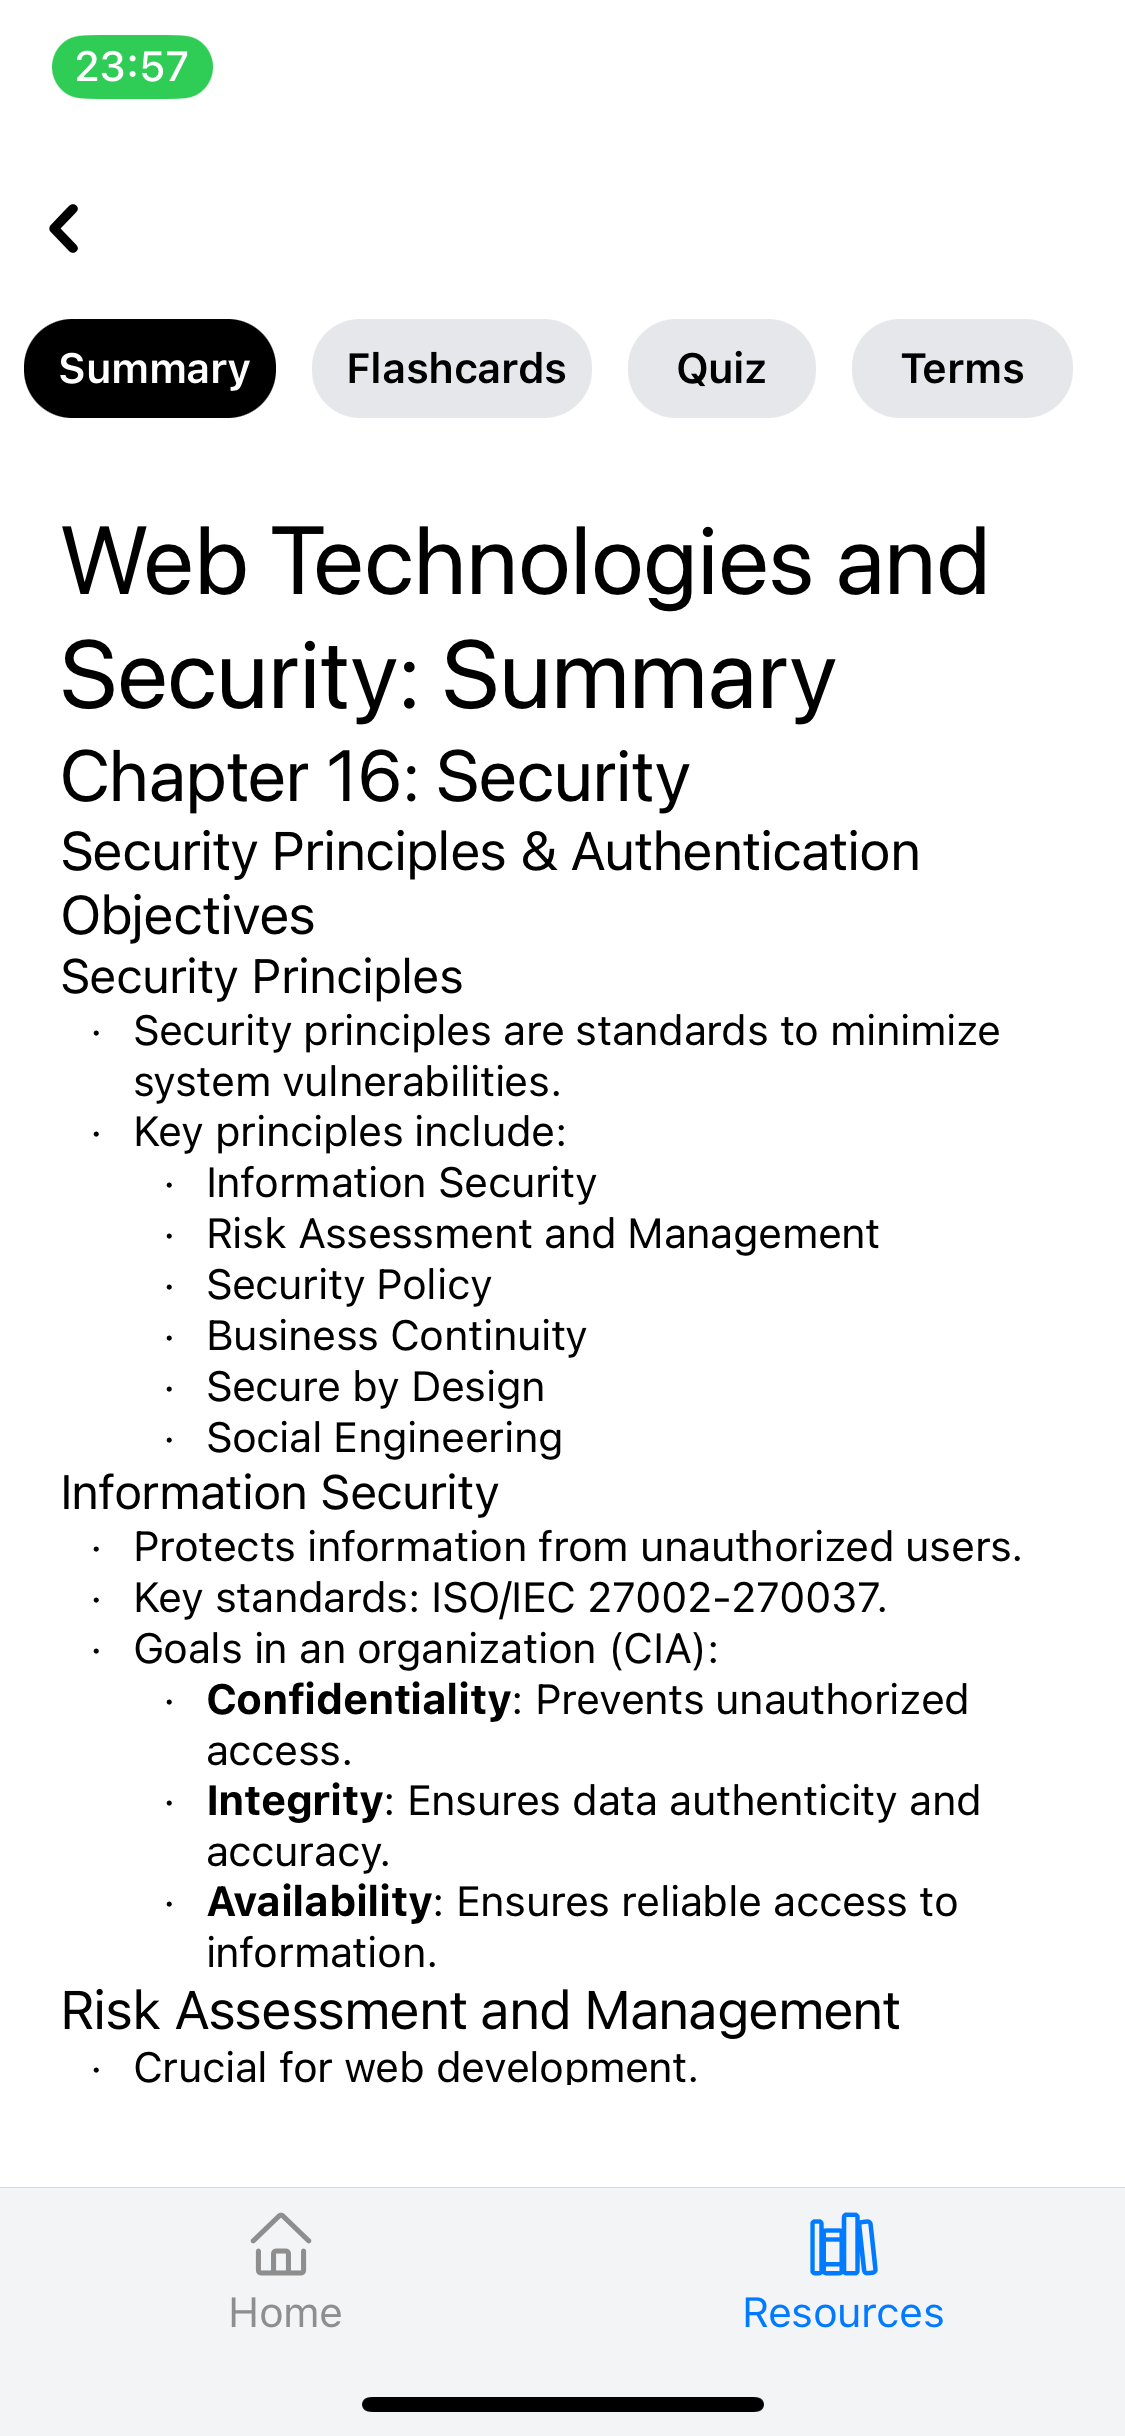 23:57
Summary
Flashcards
Quiz
Terms
Web Technologies and
Security: Summary
Chapter 16: Security
Security Principles & Authentication
Objectives
Security Principles
· Security principles are standards to minimize
system vulnerabilities.
· Key principles include:
· Information Security
· Risk Assessment and Management
· Security Policy
· Business Continuity
· Secure by Design
· Social Engineering
Information Security
· Protects information from unauthorized users.
· Key standards: ISO/IEC 27002-270037.
· Goals in an organization (CIA):
· Confidentiality: Prevents unauthorized
access.
· Integrity: Ensures data authenticity and
accuracy.
· Availability: Ensures reliable access to
information.
Risk Assessment and Management
· Crucial for web development.
Home
Resources